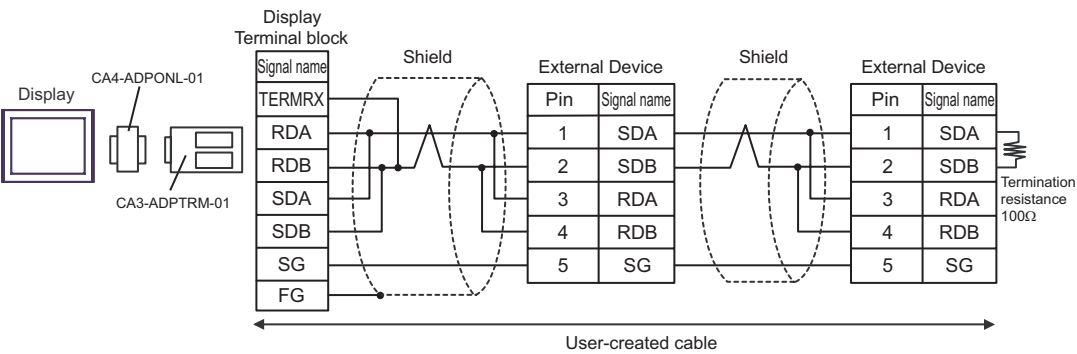 Display
Terminal block
Signal name
TERMRX
RDA
RDB
SDA
SDB
SG
FG
Display
CA4-ADPONL-01
CA3-ADPTRM-01
Shield
External Device
Pin Signal name
1 SDA
2 SDB
3 RDA
4 RDB
5 SG
Shield
External Device
Pin Signal name
1 SDA
2 SDB
3 RDA
4 RDB
5 SG
Termination
resistance
100Ω
User-created cable